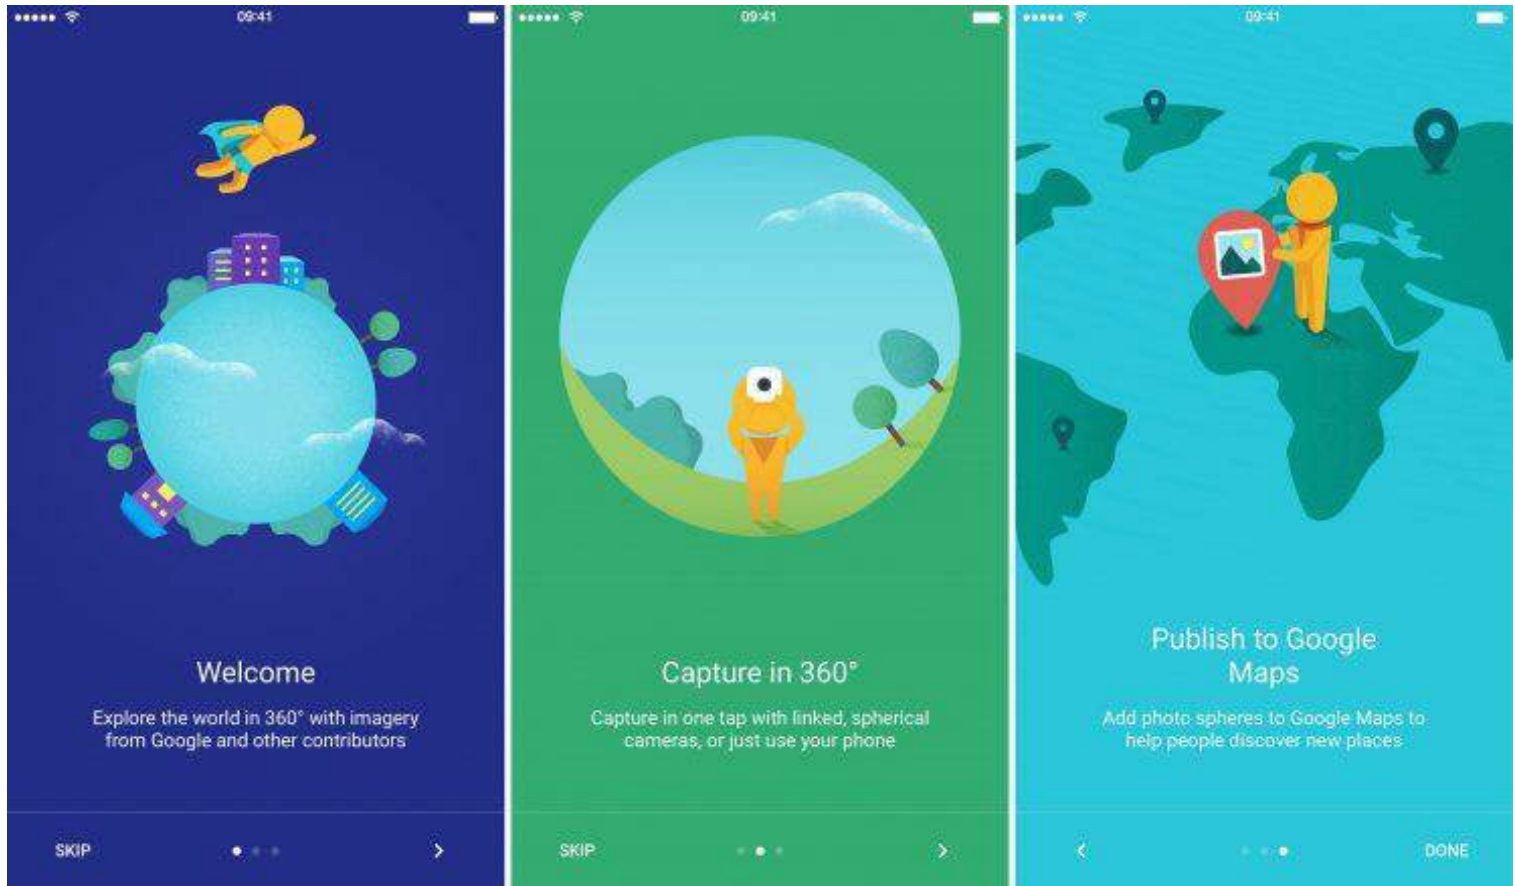 09:41
Welcome
Explore the world in 360° with imagery
from Google and other contributors
SKIP
09:41
Capture in 360°
Capture in one tap with linked, spherical
cameras, or just use your phone
SKIP
09:41
Publish to Google
Maps
Add photo spheres to Google Maps to
help people discover new places
DONE